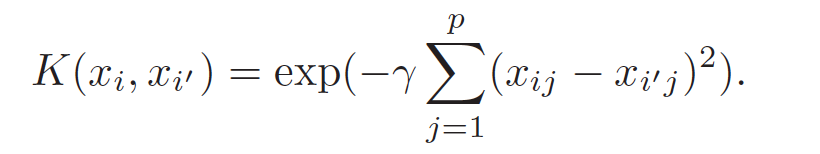 K(x_i, x_{i'}) = exp(−γ ∑_{j=1}^{p} (x_{ij} − x_{i'j})^2).